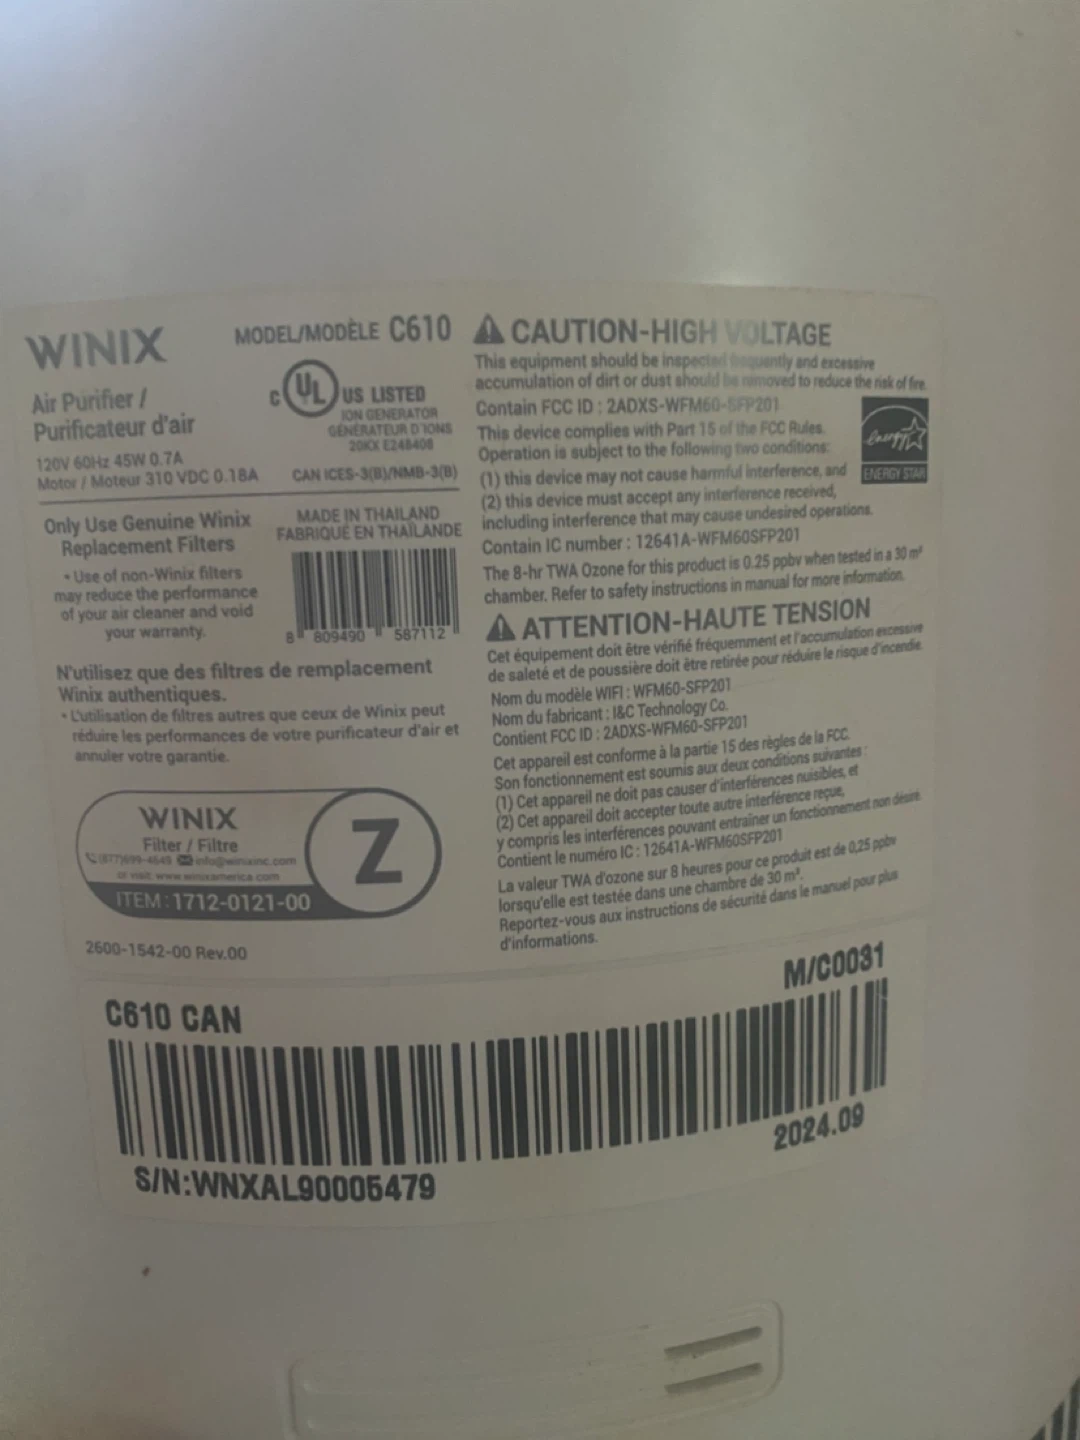 WINIX
MODEL/MODÈLE C610
Air Purifier /
Purificateur d'air
120V 60Hz 45W 0.7A
Motor / Moteur 310 VDC 0.18A
C UL US LISTED
ION GENERATOR
GÉNÉRATEUR D'IONS
20KX E248408
CAN ICES-3(B)/NMB-3(B)
Only Use Genuine Winix
Replacement Filters
• Use of non-Winix filters
may reduce the performance
of your air cleaner and void
your warranty.
MADE IN THAILAND
FABRIQUÉ EN THAÏLANDE
8 809490 587112
N'utilisez que des filtres de remplacement
Winix authentiques.
• L'utilisation de filtres autres que ceux de Winix peut
réduire les performances de votre purificateur d'air et
annuler votre garantie.
WINIX
Filter / Filtre
(877)699-4649 info@winixinc.com
or visit: www.winixamerica.com
ITEM : 1712-0121-00
Z
2600-1542-00 Rev.00
CAUTION-HIGH VOLTAGE
This equipment should be inspected frequently and excessive
accumulation of dirt or dust should be removed to reduce the risk of fire.
Contain FCC ID : 2ADXS-WFM60-SFP201
This device complies with Part 15 of the FCC Rules.
Operation is subject to the following two conditions:
(1) this device may not cause harmful interference, and
(2) this device must accept any interference received,
including interference that may cause undesired operations.
Contain IC number : 12641A-WFM60SFP201
energy
ENERGY STAR
The 8-hr TWA Ozone for this product is 0.25 ppbv when tested in a 30 m³
chamber. Refer to safety instructions in manual for more information.
ATTENTION-HAUTE TENSION
Cet équipement doit être vérifié fréquemment et l'accumulation excessive
de saleté et de poussière doit être retirée pour réduire le risque d'incendie.
Nom du modèle WIFI : WFM60-SFP201
Nom du fabricant : I&C Technology Co.
Contient FCC ID : 2ADXS-WFM60-SFP201
Cet appareil est conforme à la partie 15 des règles de la FCC.
Son fonctionnement est soumis aux deux conditions suivantes :
(1) Cet appareil ne doit pas causer d'interférences nuisibles, et
(2) Cet appareil doit accepter toute autre interférence reçue,
y compris les interférences pouvant entraîner un fonctionnement non désiré.
Contient le numéro IC : 12641A-WFM60SFP201
La valeur TWA d'ozone sur 8 heures pour ce produit est de 0,25 ppbv
lorsqu'elle est testée dans une chambre de 30 m³.
Reportez-vous aux instructions de sécurité dans le manuel pour plus
d'informations.
C610 CAN
M/C0031
S/N:WNXAL90005479
2024.09